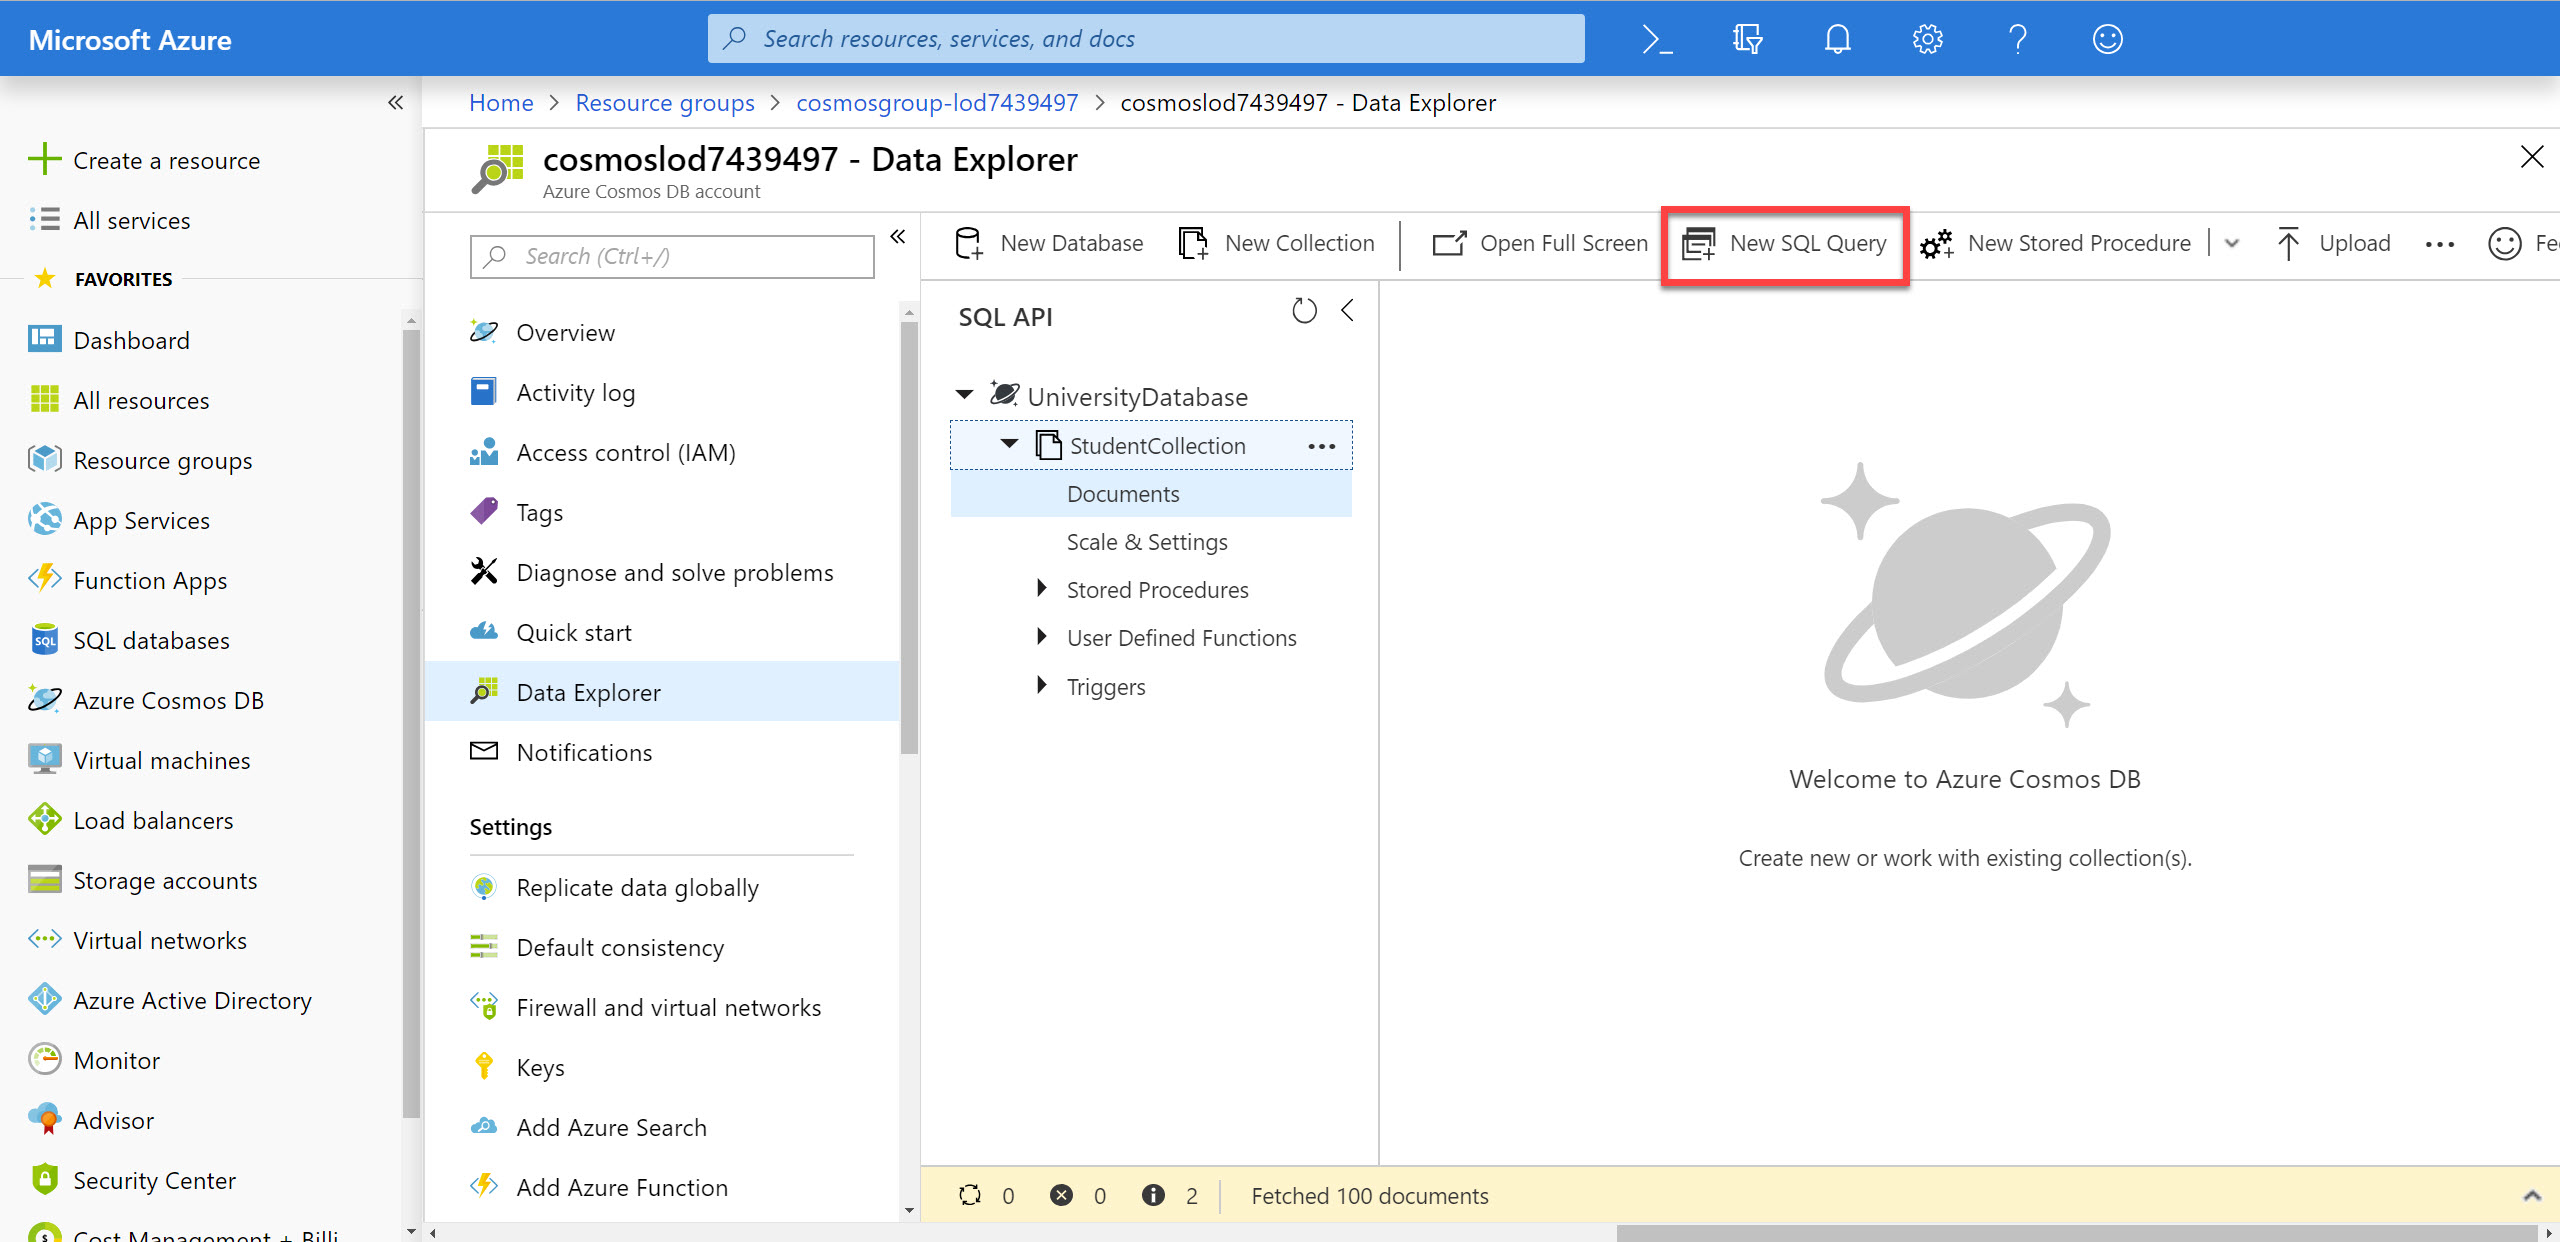 Microsoft Azure
Search resources, services, and docs
Home > Resource groups > cosmosgroup-lod7439497 > cosmoslod7439497 - Data Explorer
Create a resource
All services
FAVORITES
Dashboard
All resources
Resource groups
App Services
Function Apps
SQL databases
Azure Cosmos DB
Virtual machines
Load balancers
Storage accounts
Virtual networks
Azure Active Directory
Monitor
Advisor
Security Center
Cost Management + Billi
cosmoslod7439497 - Data Explorer
Azure Cosmos DB account
Search (Ctrl+/)
Overview
Activity log
Access control (IAM)
Tags
Diagnose and solve problems
Quick start
Data Explorer
Notifications
Settings
Replicate data globally
Default consistency
Firewall and virtual networks
Keys
Add Azure Search
Add Azure Function
New Database
New Collection
Open Full Screen
New SQL Query
New Stored Procedure
Upload
Fe
SQL API
UniversityDatabase
StudentCollection
Documents
Scale & Settings
Stored Procedures
User Defined Functions
Triggers
Welcome to Azure Cosmos DB
Create new or work with existing collection(s).
0 0 2 Fetched 100 documents